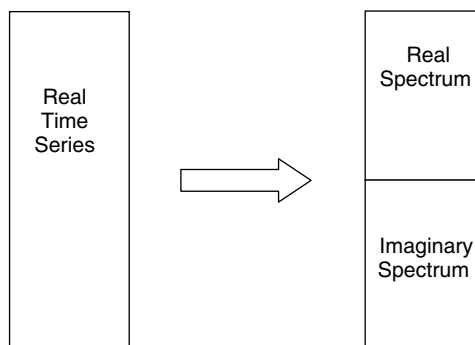 Real
Time
Series
Real
Spectrum
Imaginary
Spectrum